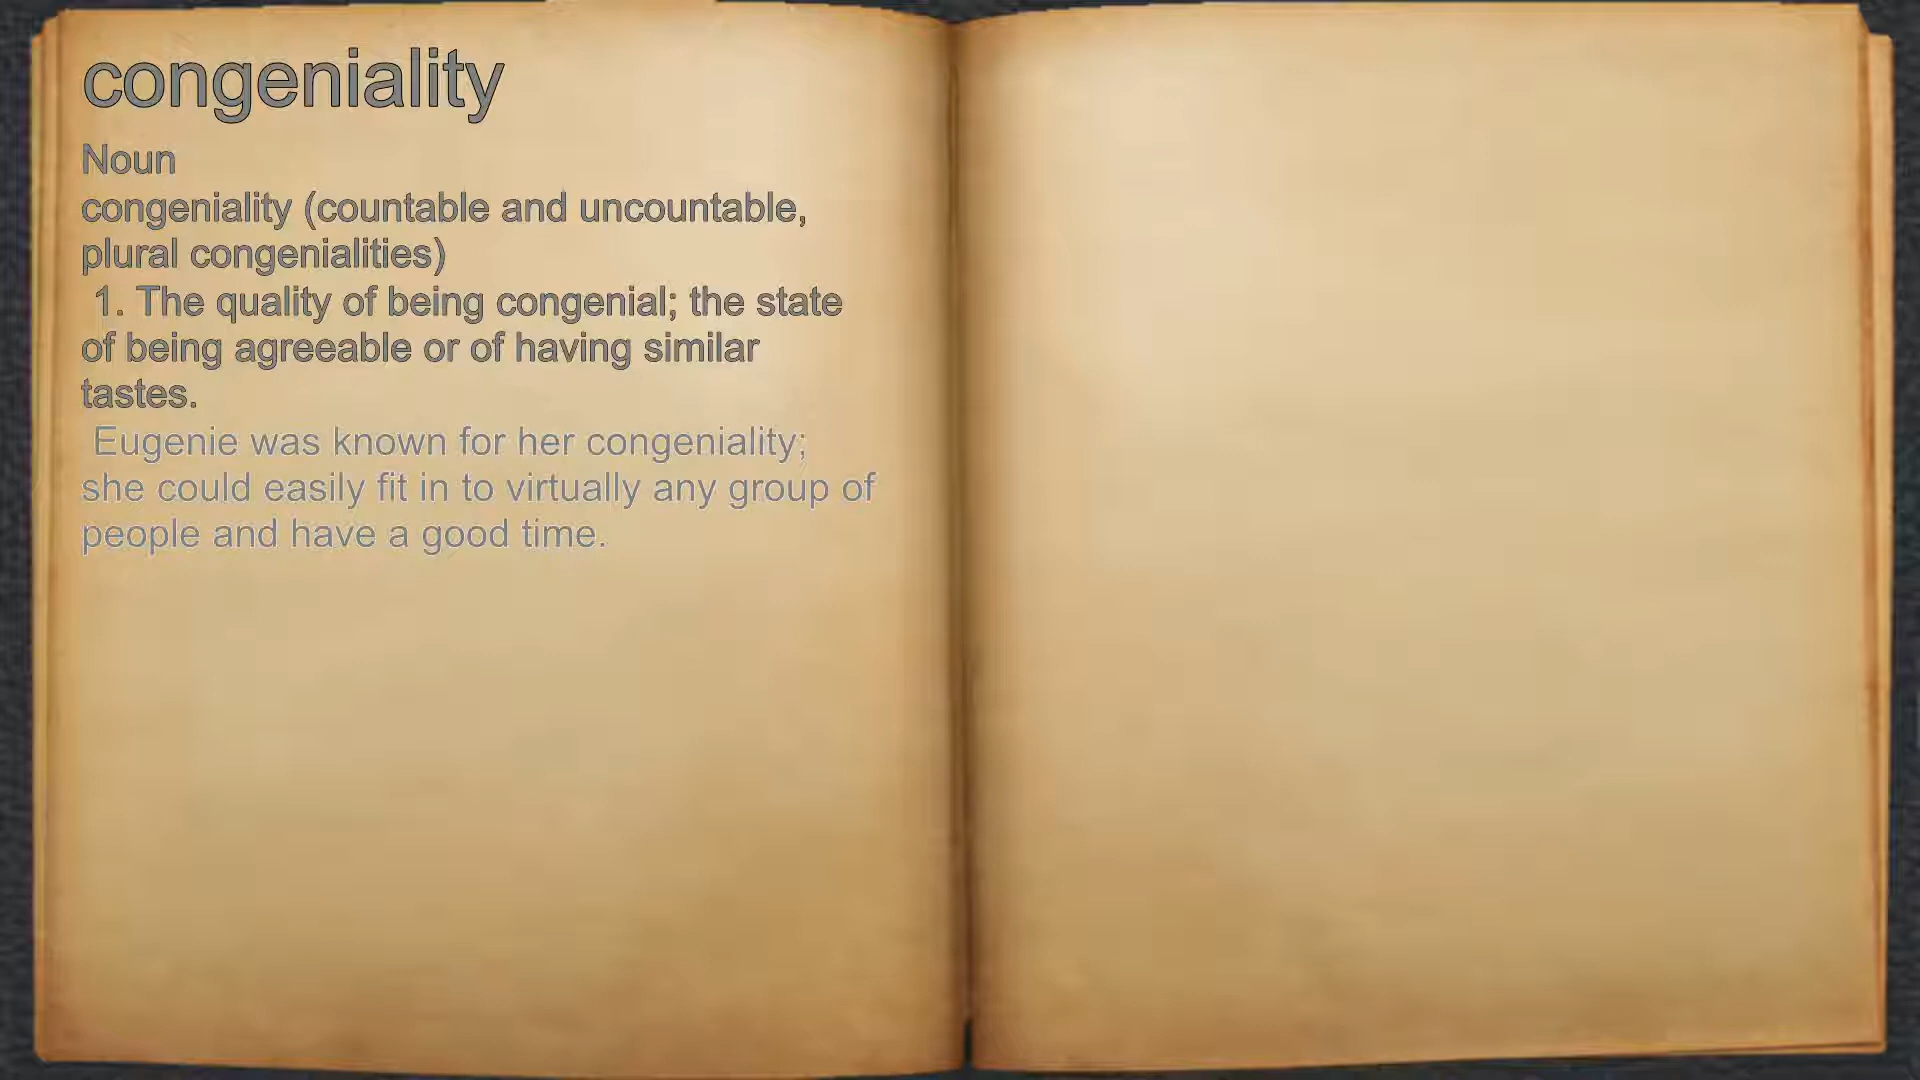 congeniality
Noun
congeniality (countable and uncountable,
plural congenialities)
1. The quality of being congenial; the state
of being agreeable or of having similar
tastes.
Eugenie was known for her congeniality;
she could easily fit in to virtually any group of
people and have a good time.